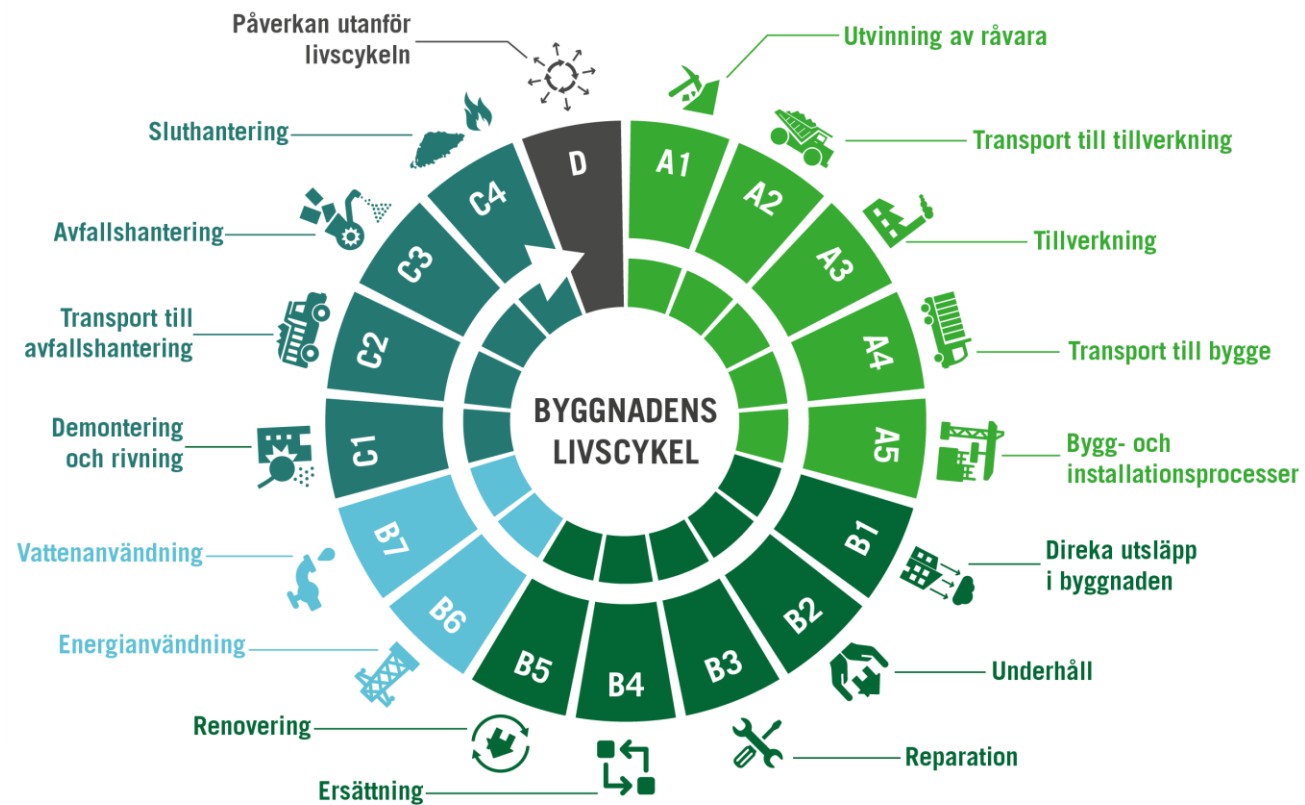 Påverkan utanför
livscykeln
Utvinning av råvara
Transport till tillverkning
Tillverkning
Transport till bygge
Bygg- och
installationsprocesser
Direka utsläpp
i byggnaden
Underhåll
Reparation
Ersättning
Renovering
Energianvändning
Vattenanvändning
Demontering
och rivning
Transport till
avfallshantering
Avfallshantering
Sluthantering
D
A1
A2
A3
A4
A5
B1
B2
B3
B4
B5
B6
B7
C1
C2
C3
C4
BYGGNADENS
LIVSCYKEL